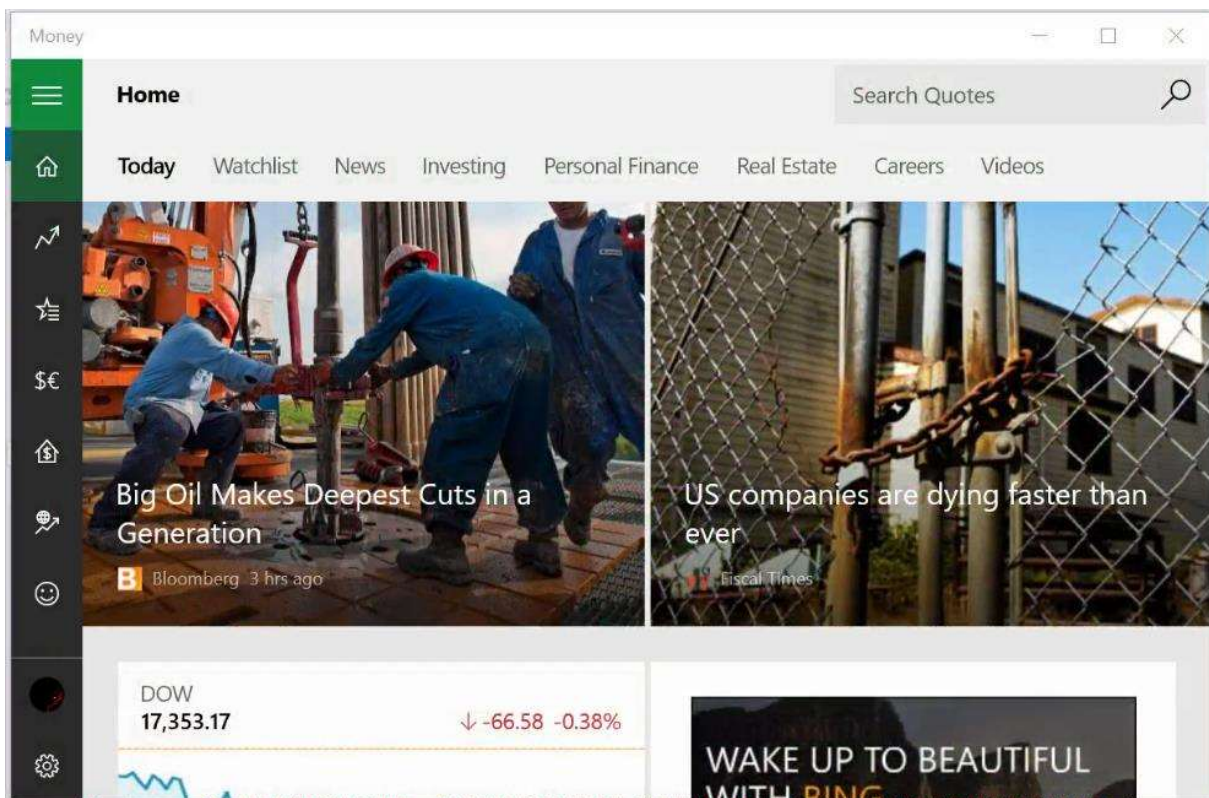 Money
Home
Search Quotes
Today Watchlist News Investing Personal Finance Real Estate Careers Videos
$€
Big Oil Makes Deepest Cuts in a
Generation
B Bloomberg 3 hrs ago
US companies are dying faster than
ever
Fiscal Times
DOW
17,353.17 ↓ -66.58 -0.38%
WAKE UP TO BEAUTIFUL
WITH BING